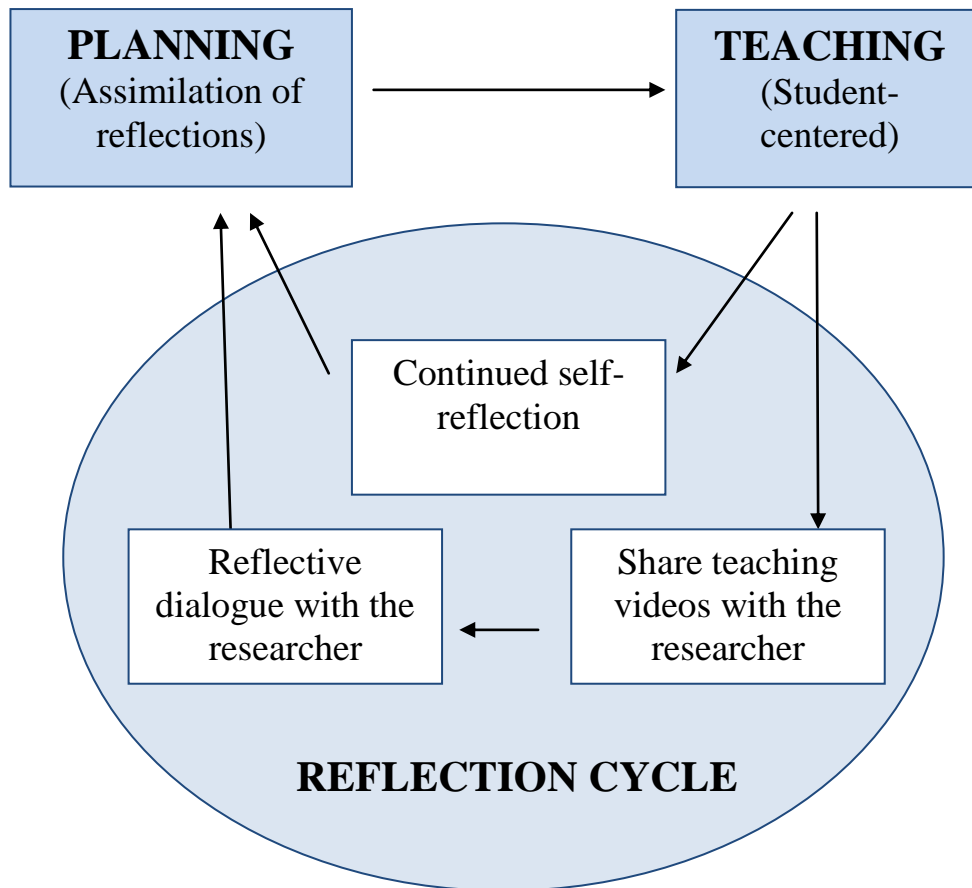 PLANNING
(Assimilation of
reflections)
TEACHING
(Student-
centered)
Continued self-
reflection
Reflective
dialogue with the
researcher
Share teaching
videos with the
researcher
REFLECTION CYCLE